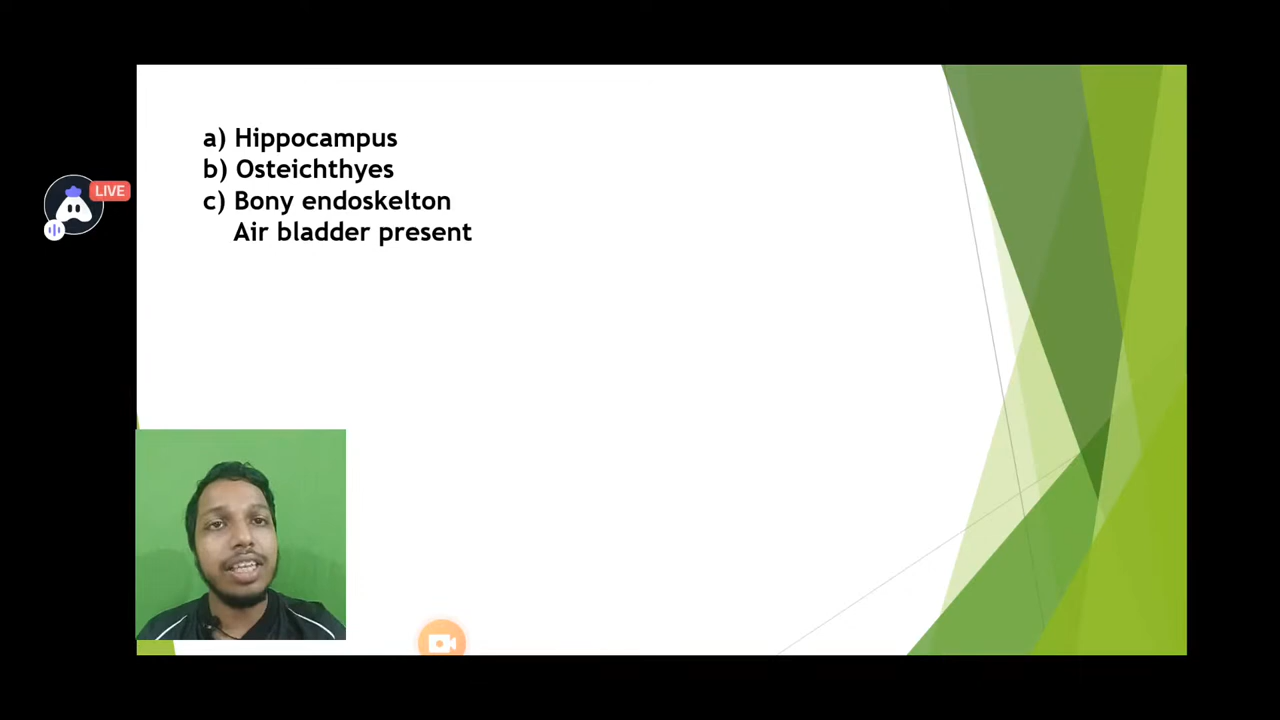 a) Hippocampus
b) Osteichthyes
c) Bony endoskelton
Air bladder present
LIVE